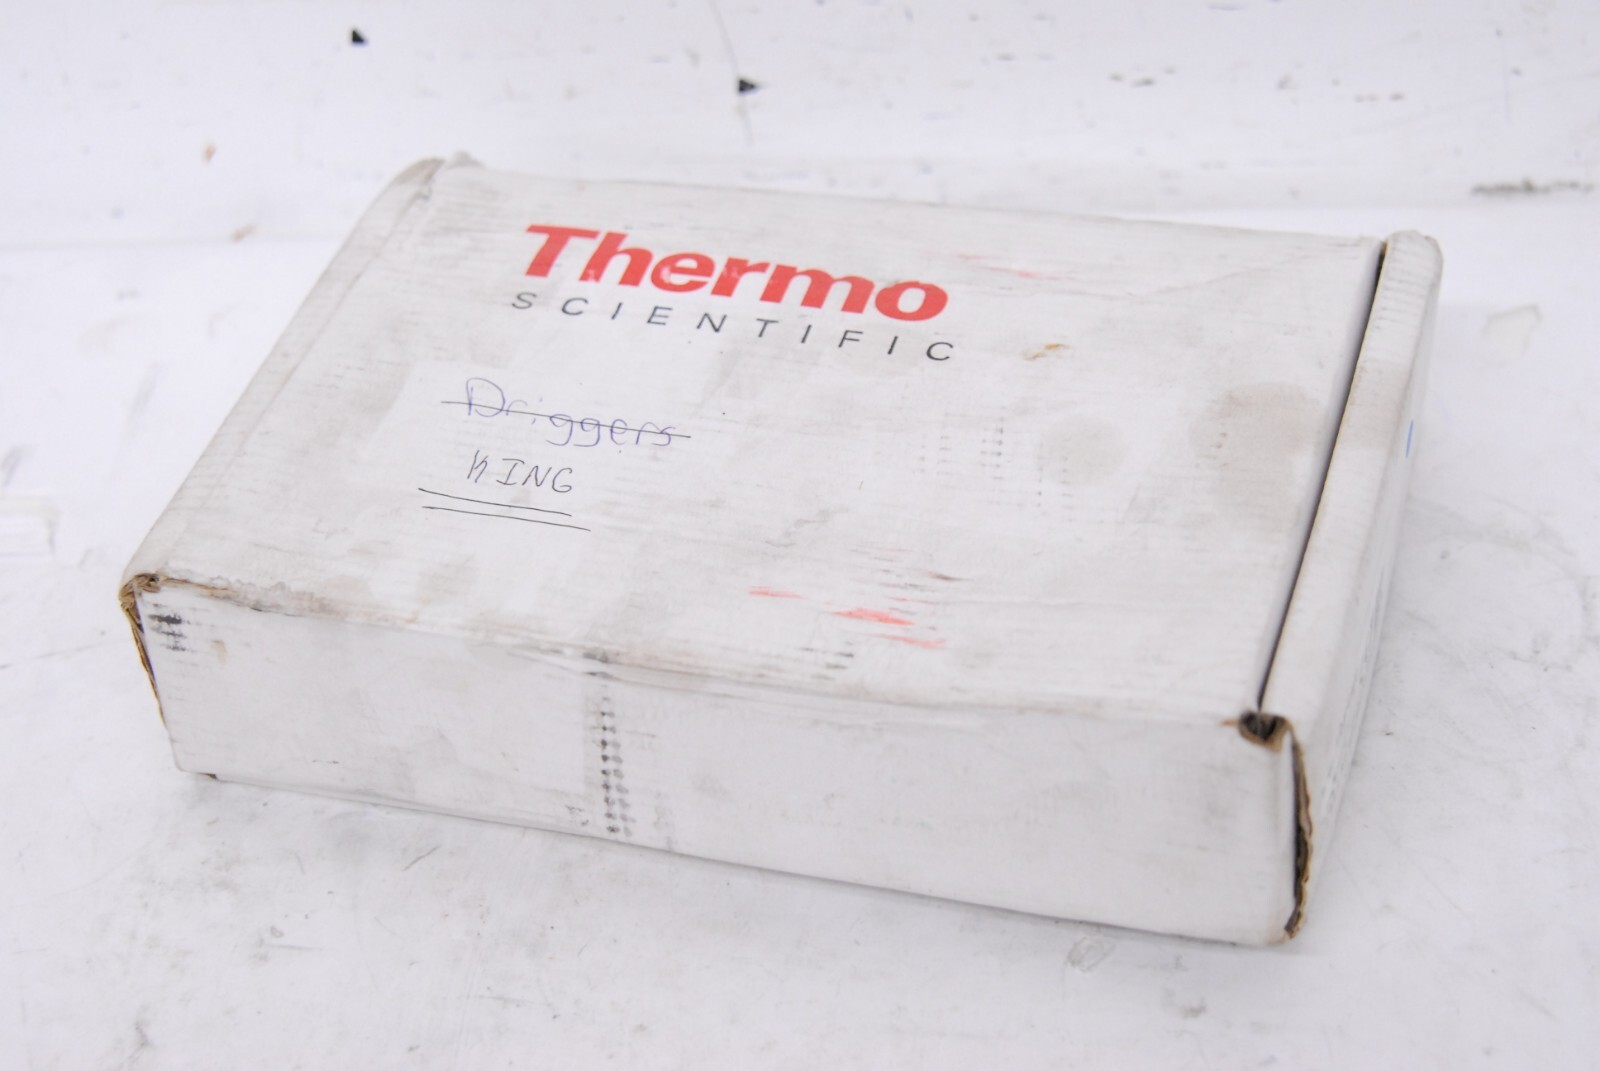 Thermo
SCIENTIFIC
Driggers
KING